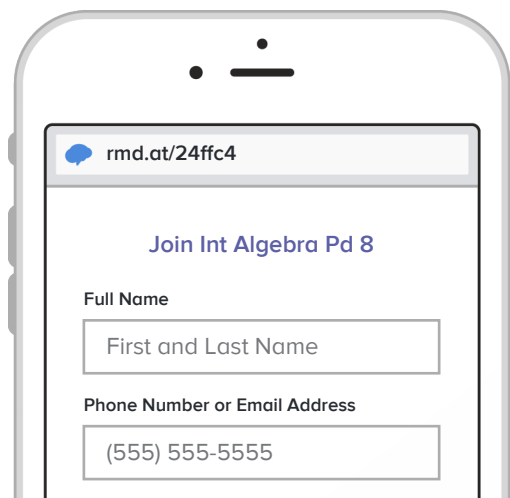 rmd.at/24ffc4
Join Int Algebra Pd 8
Full Name
First and Last Name
Phone Number or Email Address
(555) 555-5555